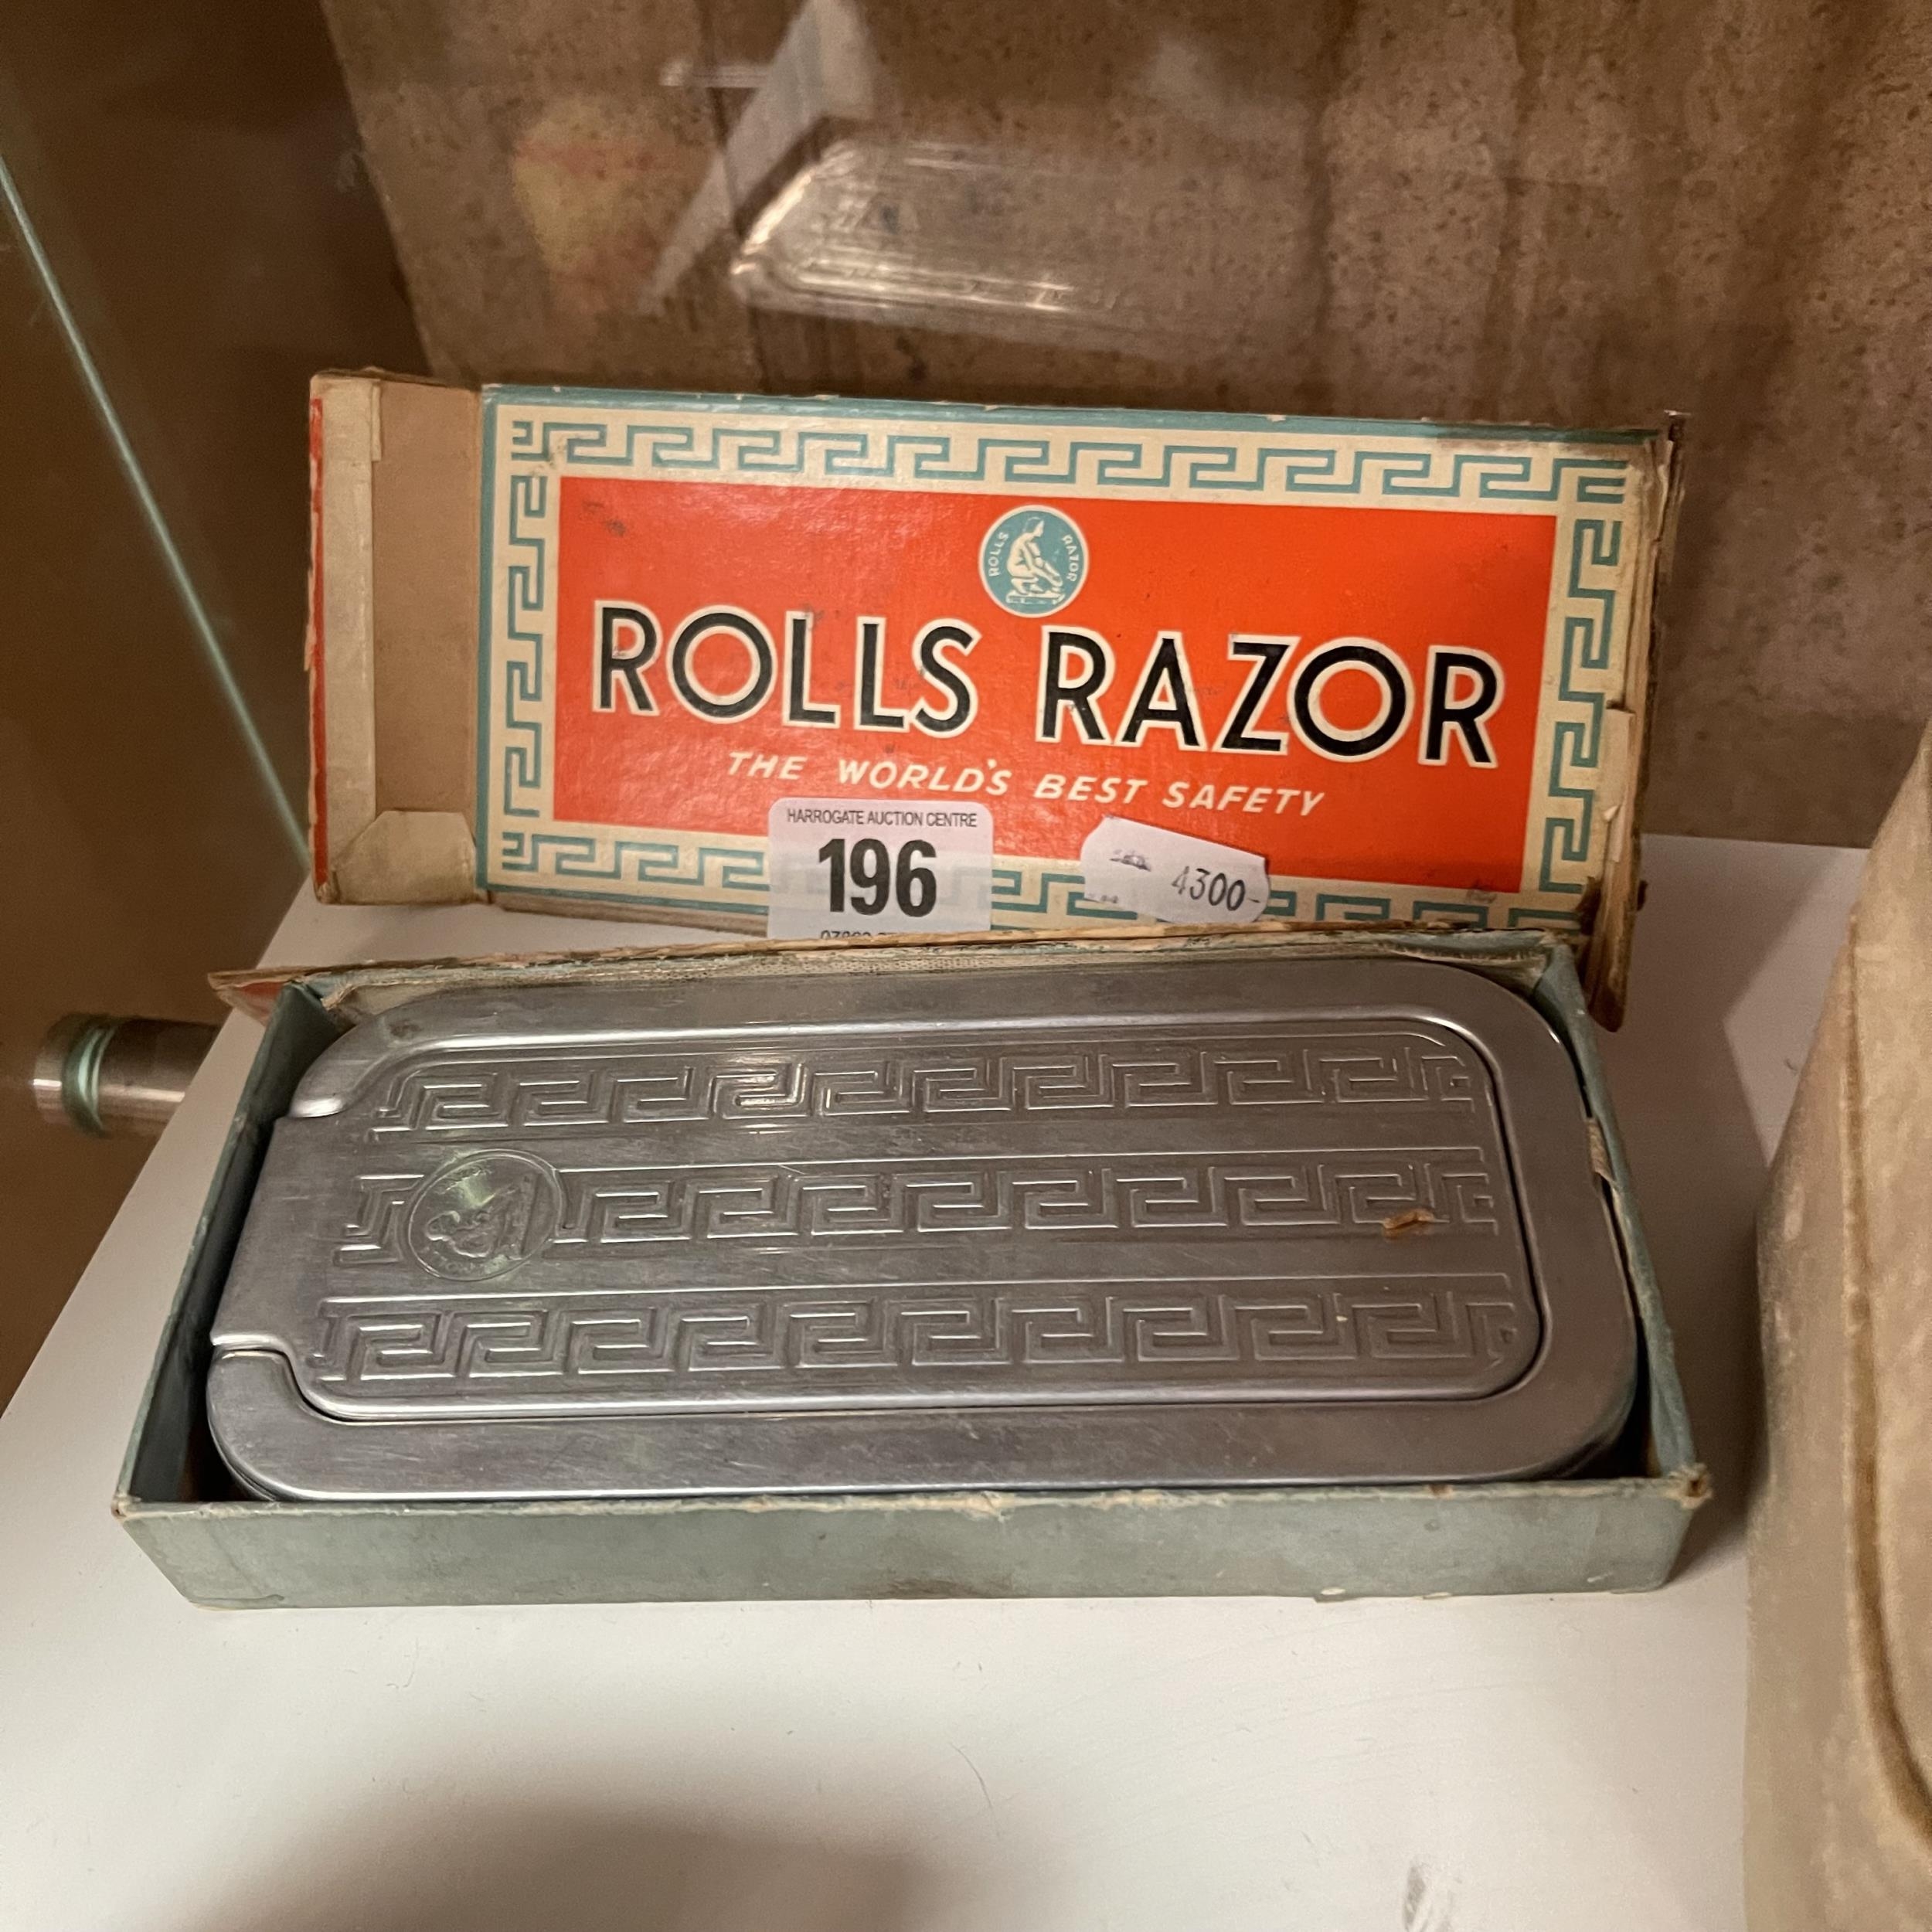 ROLLS RAZOR
ROLLS RAZOR
THE WORLD'S BEST SAFETY
HARROGATE AUCTION CENTRE
196
4300-